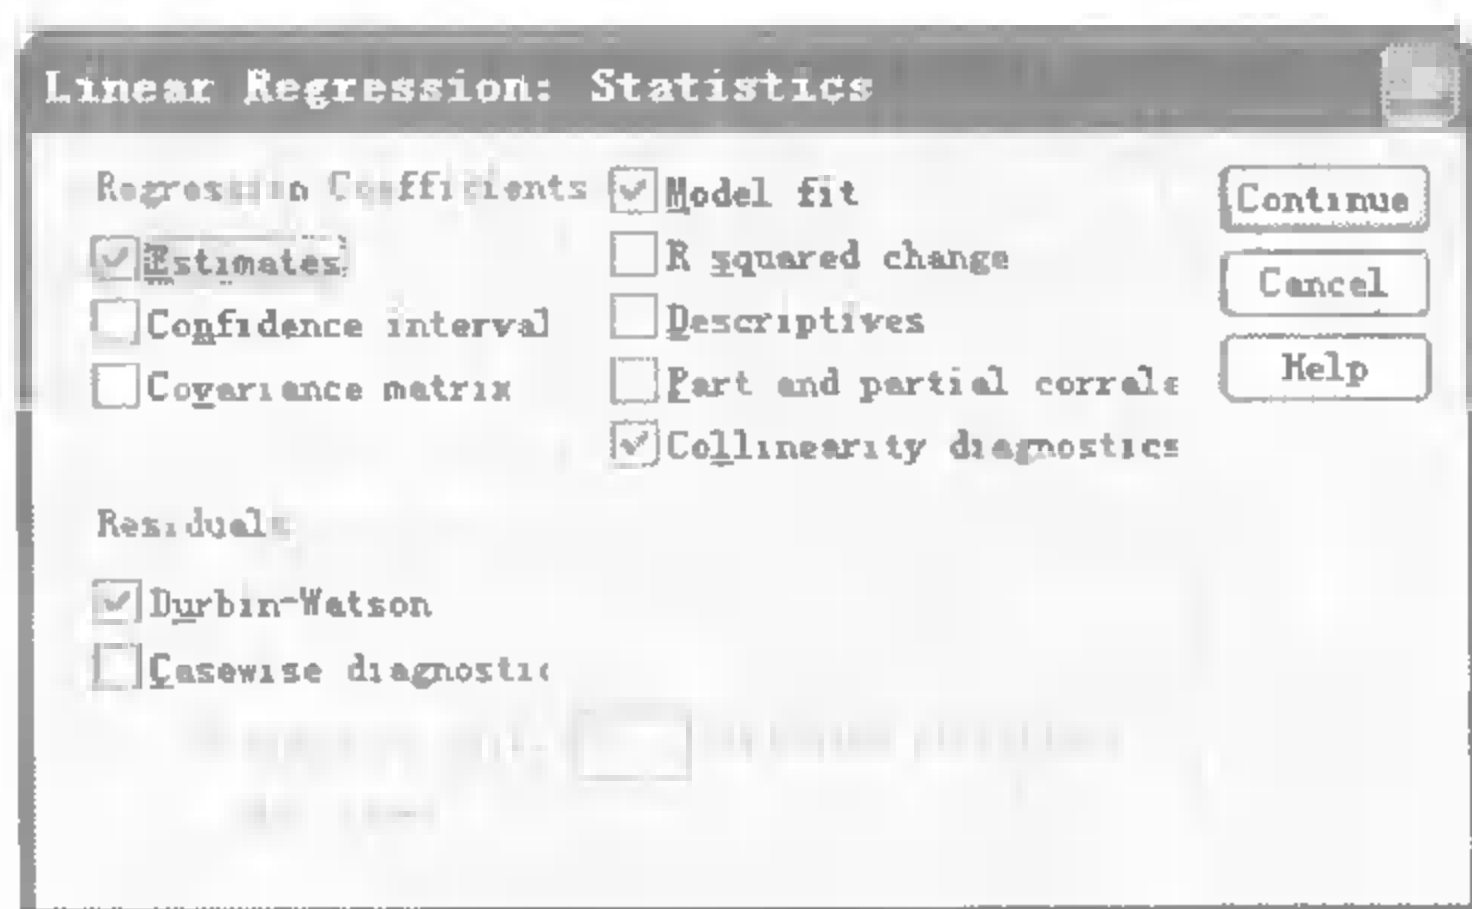 Linear Regression: Statistics
Regression Coefficients
Estimates
Confidence interval
Covariance matrix
Model fit
R squared change
Descriptives
Part and partial correla
Collinearity diagnostics
Continue
Cancel
Help
Residuals
Durbin-Watson
Casewise diagnostic